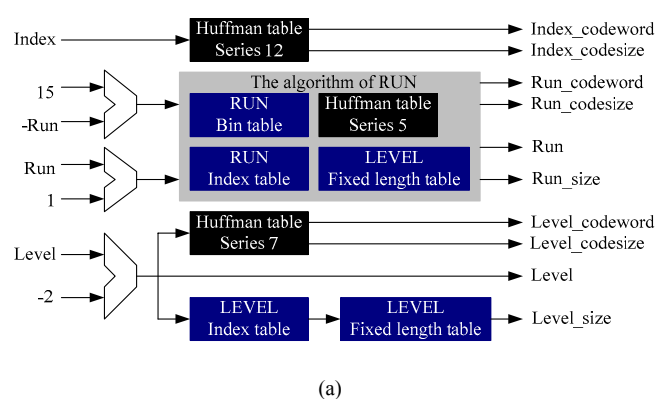 Index
Huffman table
Series 12
Index_codeword
Index_codesize
15
-Run
The algorithm of RUN
RUN
Bin table
Huffman table
Series 5
Run_codeword
Run_codesize
Run
1
RUN
Index table
LEVEL
Fixed length table
Run
Run_size
Level
-2
Huffman table
Series 7
Level_codeword
Level_codesize
Level
LEVEL
Index table
LEVEL
Fixed length table
Level_size
(a)